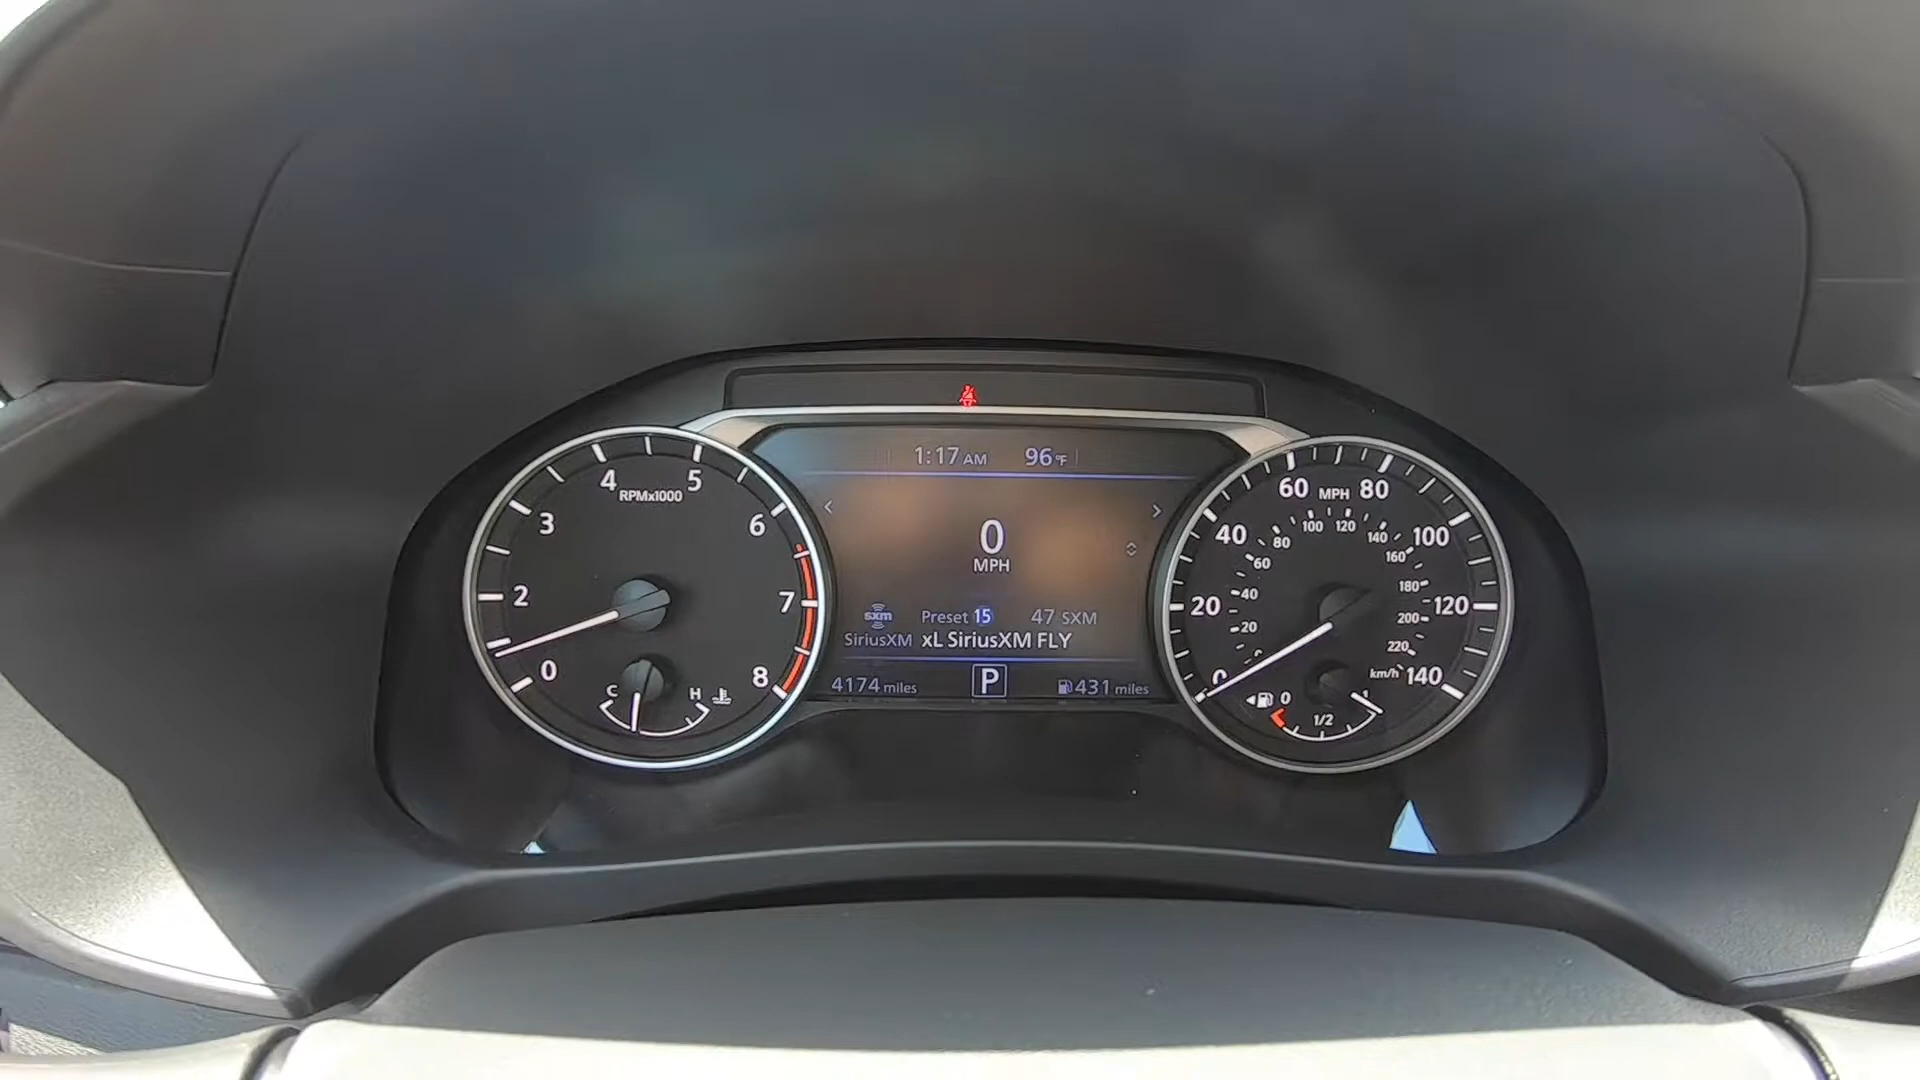 1:17 AM 96°F
4 5
RPMx1000
3 6
2 7
0 8
C H
0
MPH
sxm Preset 15 47 SXM
SiriusXM xL SiriusXM FLY
4174 miles P 431 miles
60 MPH 80
40 100
20 120
0 140
100 120
80 140
60 160
40 180
20 200
0 220
km/h
0 1/2 1